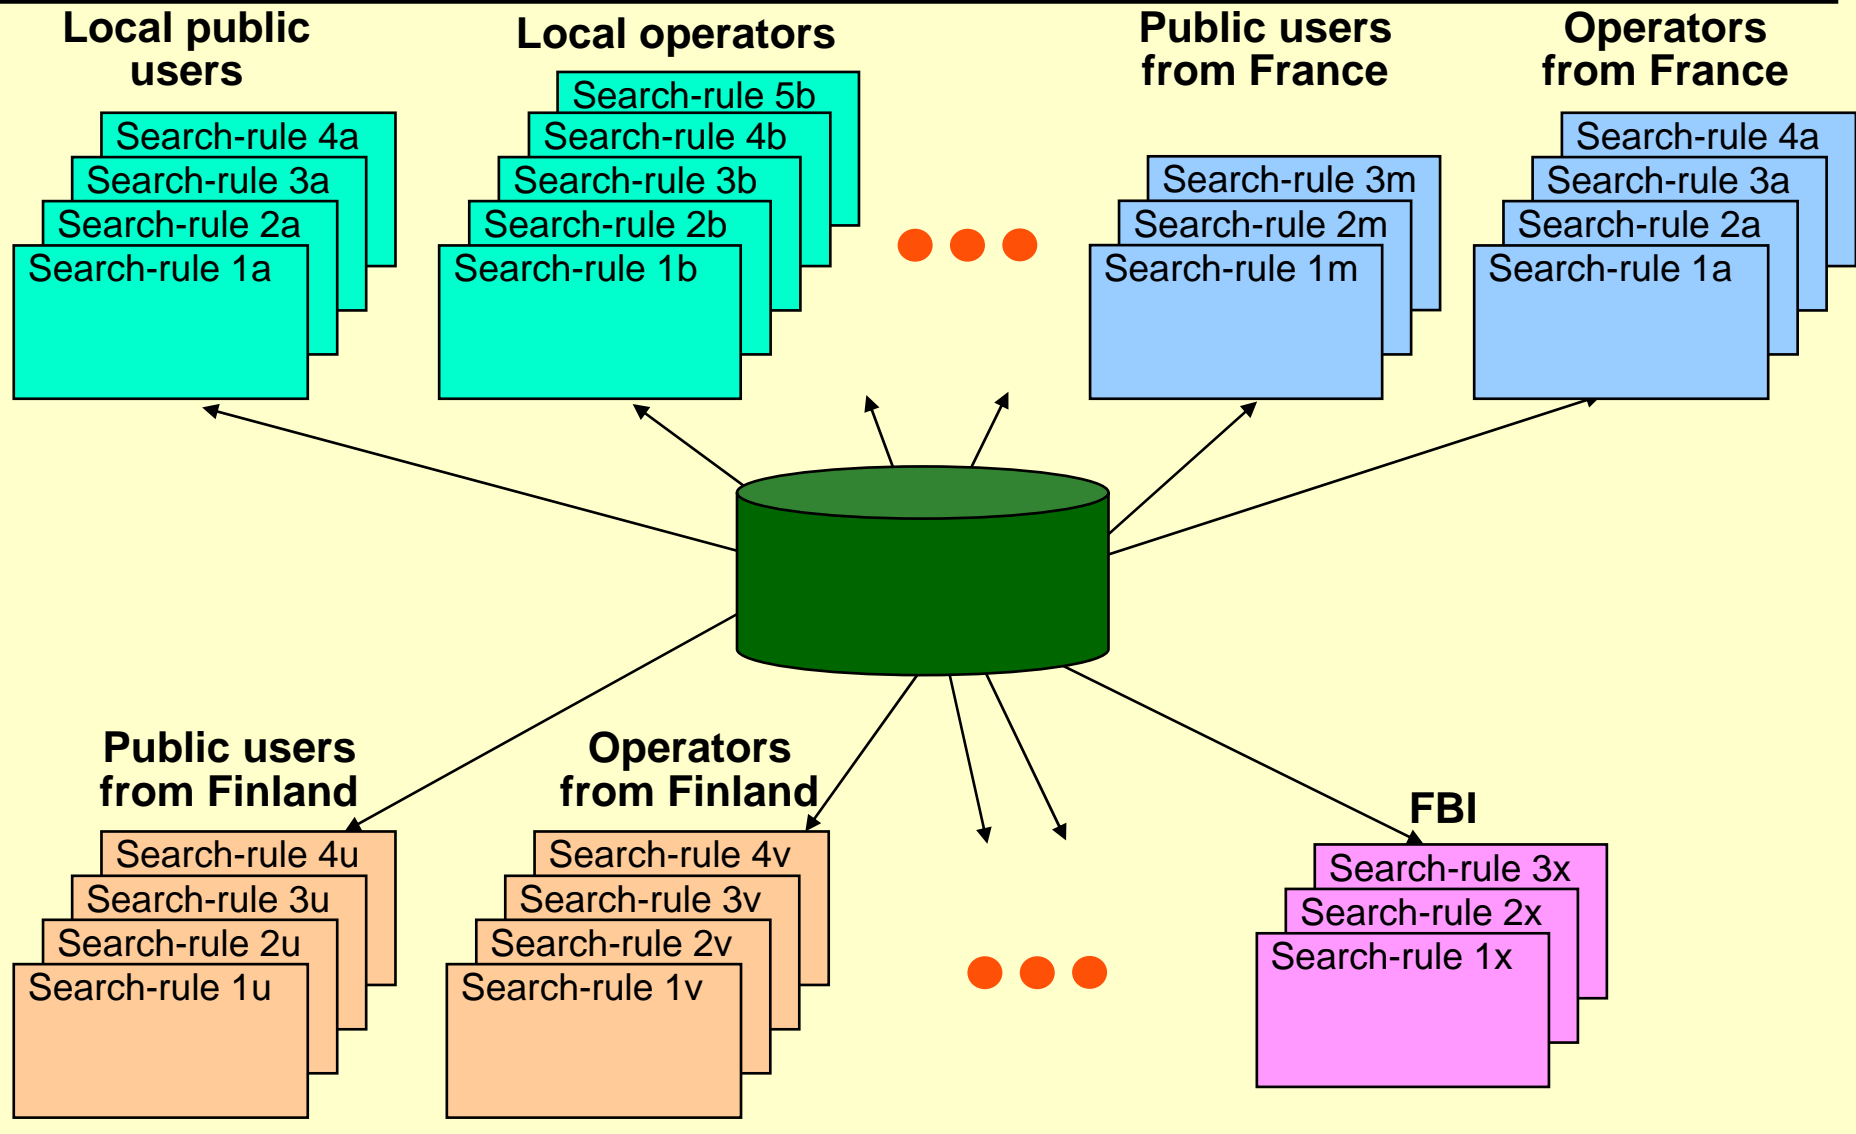 Local public
users
Search-rule 4a
Search-rule 3a
Search-rule 2a
Search-rule 1a
Local operators
Search-rule 5b
Search-rule 4b
Search-rule 3b
Search-rule 2b
Search-rule 1b
Public users
from France
Search-rule 3m
Search-rule 2m
Search-rule 1m
Operators
from France
Search-rule 4a
Search-rule 3a
Search-rule 2a
Search-rule 1a
Public users
from Finland
Search-rule 4u
Search-rule 3u
Search-rule 2u
Search-rule 1u
Operators
from Finland
Search-rule 4v
Search-rule 3v
Search-rule 2v
Search-rule 1v
FBI
Search-rule 3x
Search-rule 2x
Search-rule 1x